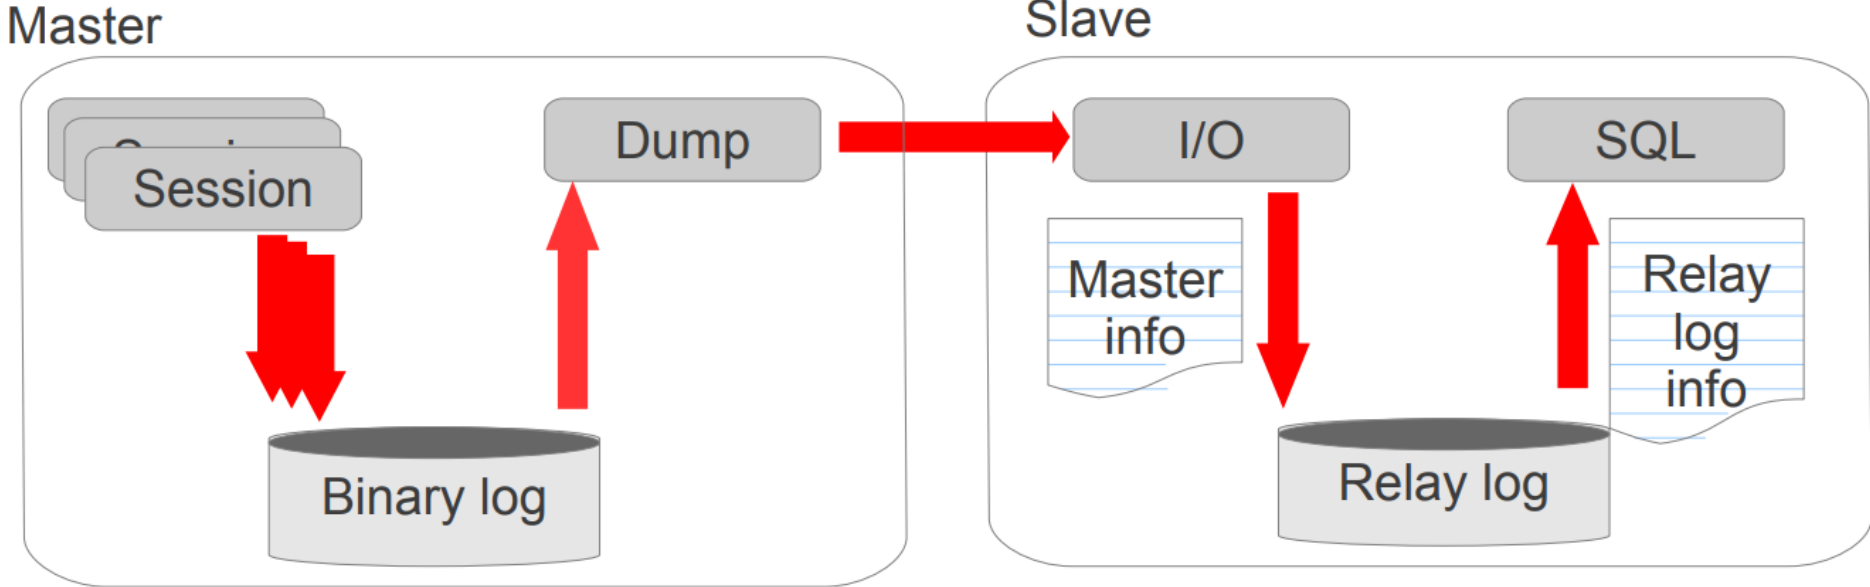 Master
Slave
Session
Dump
I/O
SQL
Master
info
Relay
log
info
Binary log
Relay log